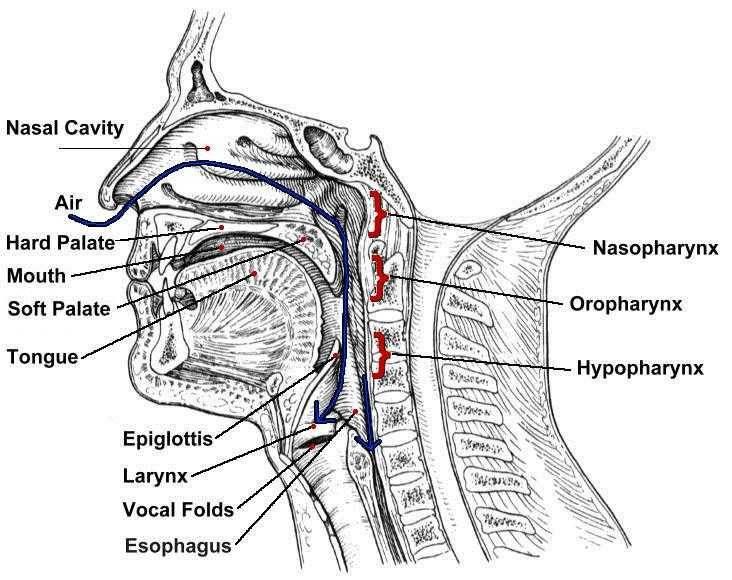 Nasal Cavity
Air
Hard Palate
Mouth
Soft Palate
Tongue
Epiglottis
Larynx
Vocal Folds
Esophagus
Nasopharynx
Oropharynx
Hypopharynx